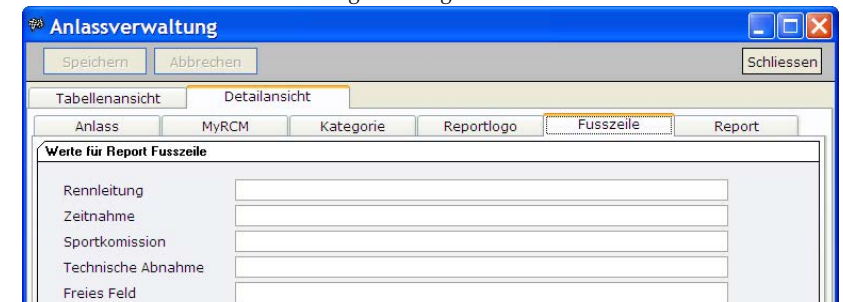 Anlassverwaltung
Speichern Abbrechen Schliessen
Tabellenansicht Detailansicht
Anlass MyRCM Kategorie Reportlogo Fusszeile Report
Werte für Report Fusszeile
Rennleitung
Zeitnahme
Sportkomission
Technische Abnahme
Freies Feld